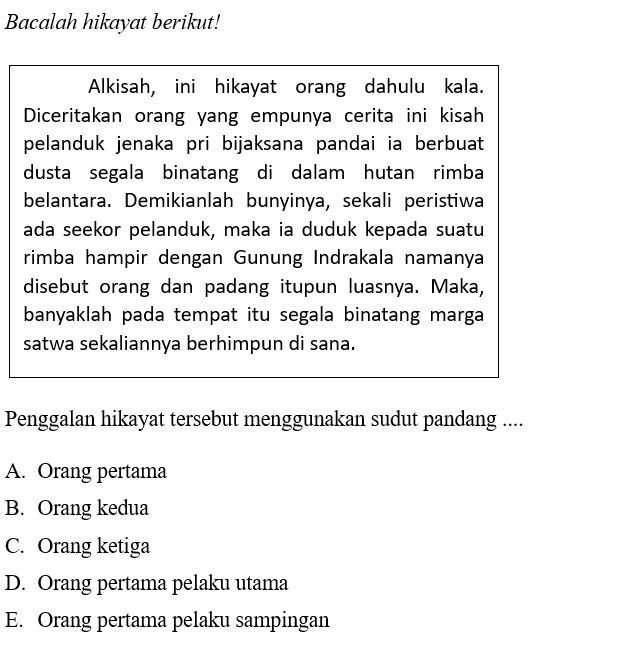 Bacalah hikayat berikut!
Alkisah, ini hikayat orang dahulu kala.
Diceritakan orang yang empunya cerita ini kisah
pelanduk jenaka pri bijaksana pandai ia berbuat
dusta segala binatang di dalam hutan rimba
belantara. Demikianlah bunyinya, sekali peristiwa
ada seekor pelanduk, maka ia duduk kepada suatu
rimba hampir dengan Gunung Indrakala namanya
disebut orang dan padang itupun luasnya. Maka,
banyaklah pada tempat itu segala binatang marga
satwa sekaliannya berhimpun di sana.
Penggalan hikayat tersebut menggunakan sudut pandang ....
A. Orang pertama
B. Orang kedua
C. Orang ketiga
D. Orang pertama pelaku utama
E. Orang pertama pelaku sampingan